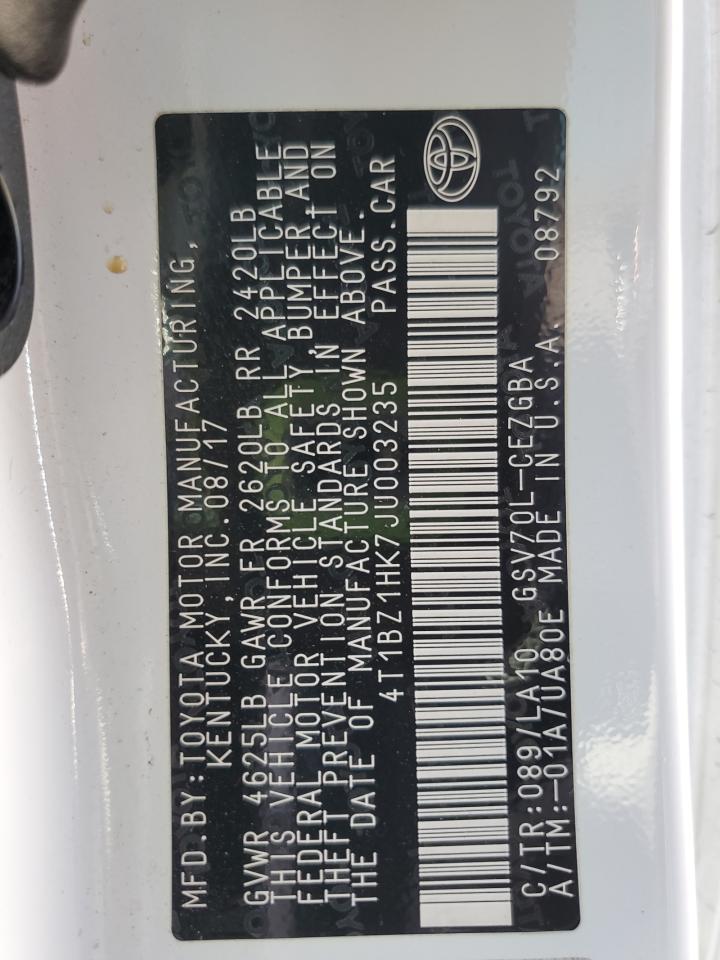 MFD.BY:TOYOTA MOTOR MANUFACTURING,
KENTUCKY,INC.08/17
GVWR 4625LB GAWR FR 2620LB RR 2420LB
THIS VEHICLE CONFORMS TO ALL APPLICABLE
FEDERAL MOTOR VEHICLE SAFETY, BUMPER,AND
THEFT PREVENTION STANDARDS IN EFFECT ON
THE DATE OF MANUFACTURE SHOWN ABOVE.
4T1BZ1HK7JU003235 PASS.CAR
C/TR:089/LA10 GSV70L-CEZGBA
A/TM:-01A/UA80E MADE IN U.S.A. 08792